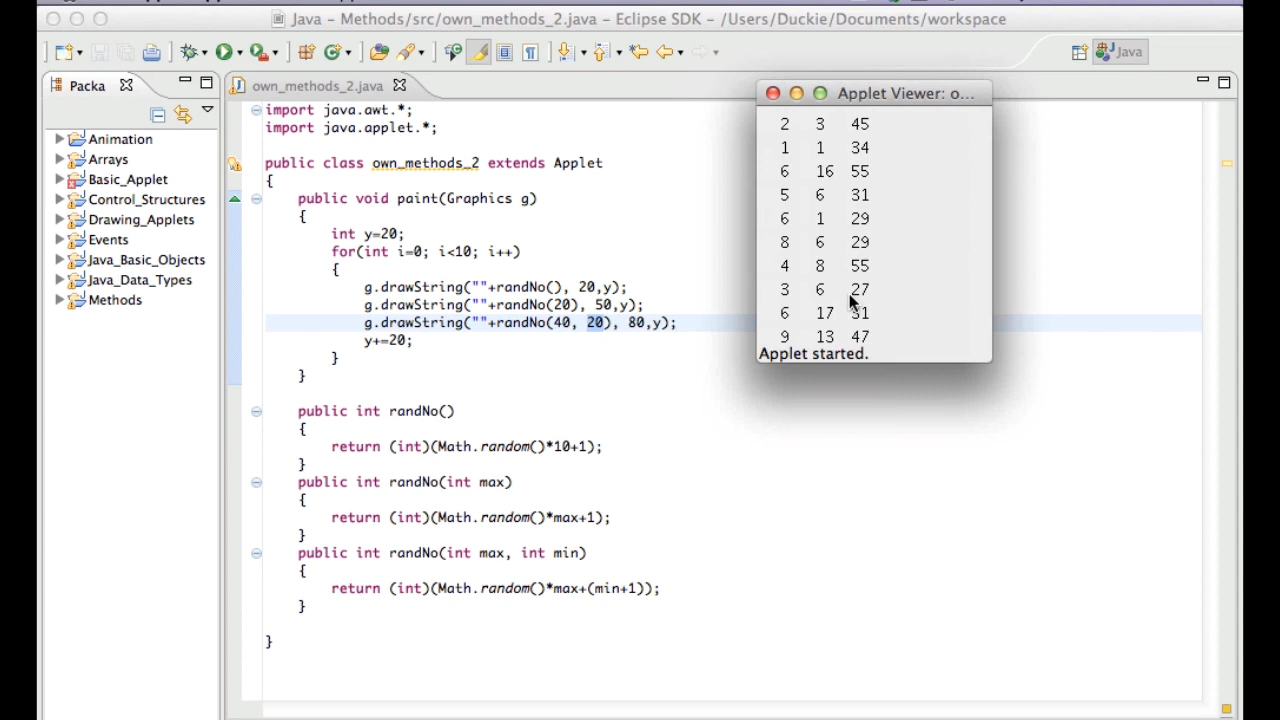 Java – Methods/src/own_methods_2.java – Eclipse SDK – /Users/Duckie/Documents/workspace
Java
Packa
own_methods_2.java
Animation
Arrays
Basic_Applet
Control_Structures
Drawing_Applets
Events
Java_Basic_Objects
Java_Data_Types
Methods
import java.awt.*;
import java.applet.*;
public class own_methods_2 extends Applet
{
public void paint(Graphics g)
{
int y=20;
for(int i=0; i<10; i++)
{
g.drawString(""+randNo(), 20,y);
g.drawString(""+randNo(20), 50,y);
g.drawString(""+randNo(40, 20), 80,y);
y+=20;
}
}
public int randNo()
{
return (int)(Math.random()*10+1);
}
public int randNo(int max)
{
return (int)(Math.random()*max+1);
}
public int randNo(int max, int min)
{
return (int)(Math.random()*max+(min+1));
}
}
Applet Viewer: o...
2 3 45
1 1 34
6 16 55
5 6 31
6 1 29
8 6 29
4 8 55
3 6 27
6 17 31
9 13 47
Applet started.